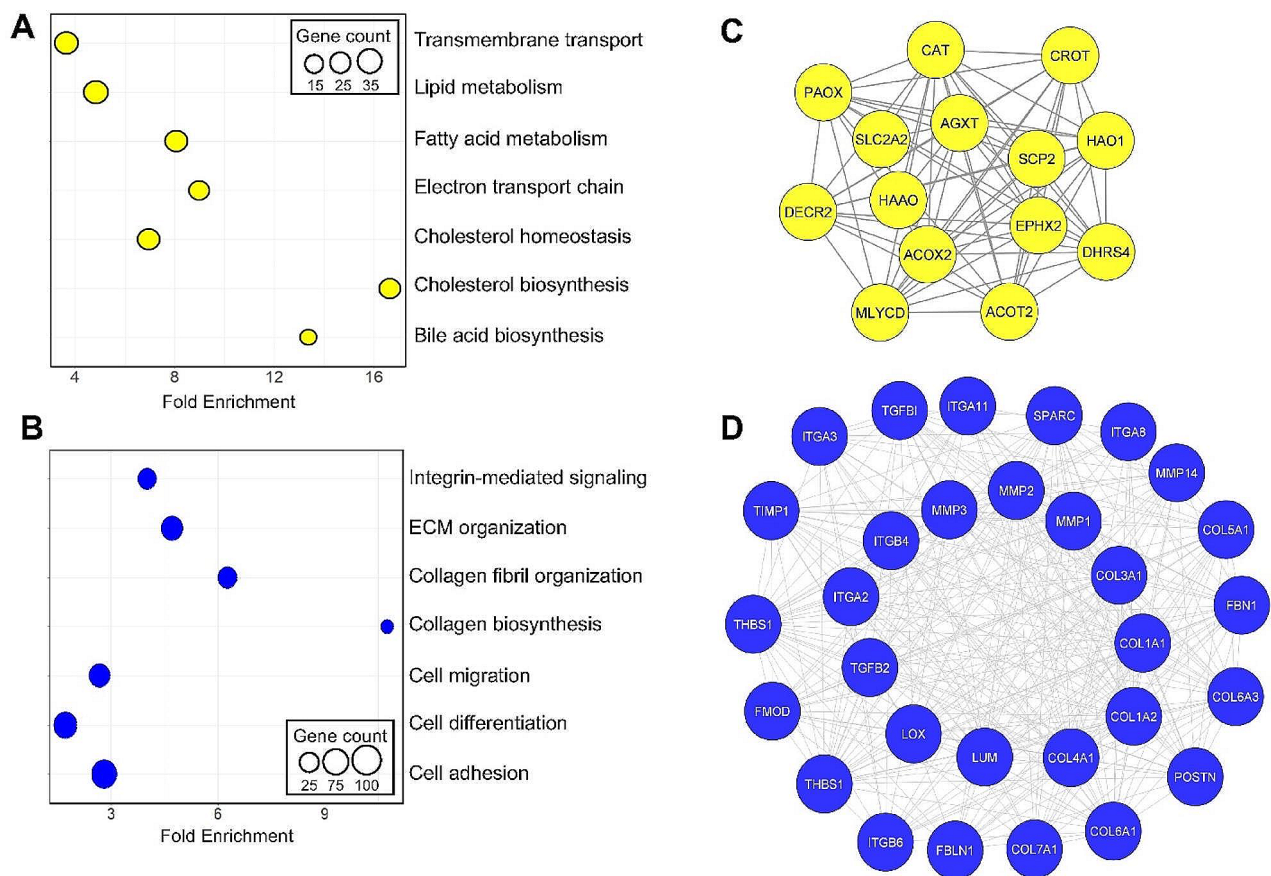 A
Gene count
15 25 35
Transmembrane transport
Lipid metabolism
Fatty acid metabolism
Electron transport chain
Cholesterol homeostasis
Cholesterol biosynthesis
Bile acid biosynthesis
4 8 12 16
Fold Enrichment
B
Integrin-mediated signaling
ECM organization
Collagen fibril organization
Collagen biosynthesis
Cell migration
Cell differentiation
Cell adhesion
Gene count
25 75 100
3 6 9
Fold Enrichment
C
CAT
CROT
PAOX
AGXT
SLC2A2
HAO1
SCP2
HAAO
DECR2
EPHX2
ACOX2
DHRS4
MLYCD
ACOT2
D
TGFBI
ITGA11
SPARC
ITGA3
ITGA8
MMP14
MMP2
TIMP1
MMP3
MMP1
COL5A1
ITGB4
COL3A1
ITGA2
FBN1
THBS1
COL1A1
TGFB2
COL6A3
FMOD
COL1A2
LOX
LUM
COL4A1
POSTN
THBS1
COL6A1
ITGB6
FBLN1
COL7A1